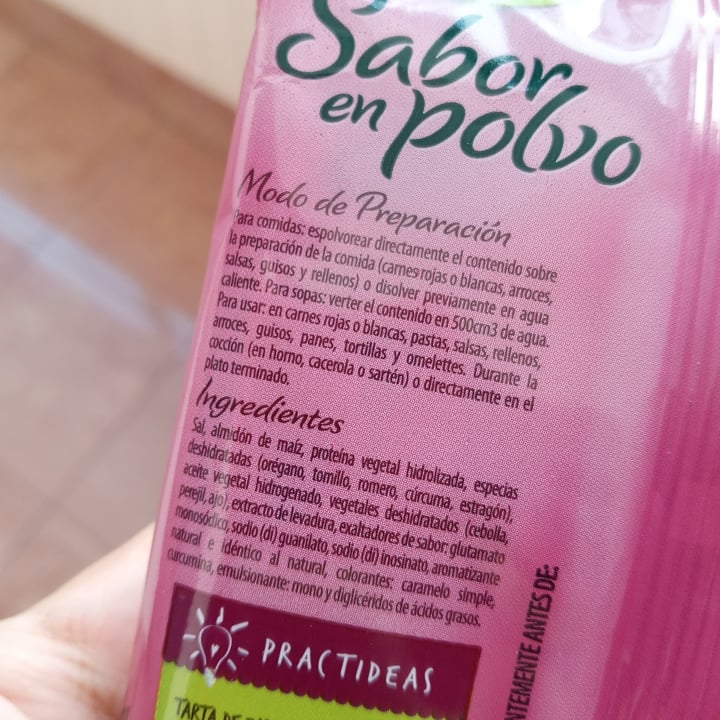 Sabor
en polvo
Modo de Preparación
Para comidas: espolvorear directamente el contenido sobre
la preparación de la comida (carnes rojas o blancas, arroces,
salsas, guisos y rellenos) o disolver previamente en agua
caliente. Para sopas: verter el contenido en 500cm3 de agua.
Para usar: en carnes rojas o blancas, pastas, salsas, rellenos,
arroces, guisos, panes, tortillas y omelettes. Durante la
cocción (en horno, cacerola o sartén) o directamente en el
plato terminado.
Ingredientes
Sal, almidón de maíz, proteína vegetal hidrolizada, especias
deshidratadas (orégano, tomillo, romero, cúrcuma, estragón),
aceite vegetal hidrogenado, vegetales deshidratados (cebolla,
perejil, ajo), extracto de levadura, exaltadores de sabor: glutamato
monosódico, sodio (di) guanilato, sodio (di) inosinato, aromatizante
natural e idéntico al natural, colorantes: caramelo simple,
curcumina, emulsionante: mono y diglicéridos de ácidos grasos.
PRACTIDEAS
TARTA DE
NTEMENTE ANTES DE: